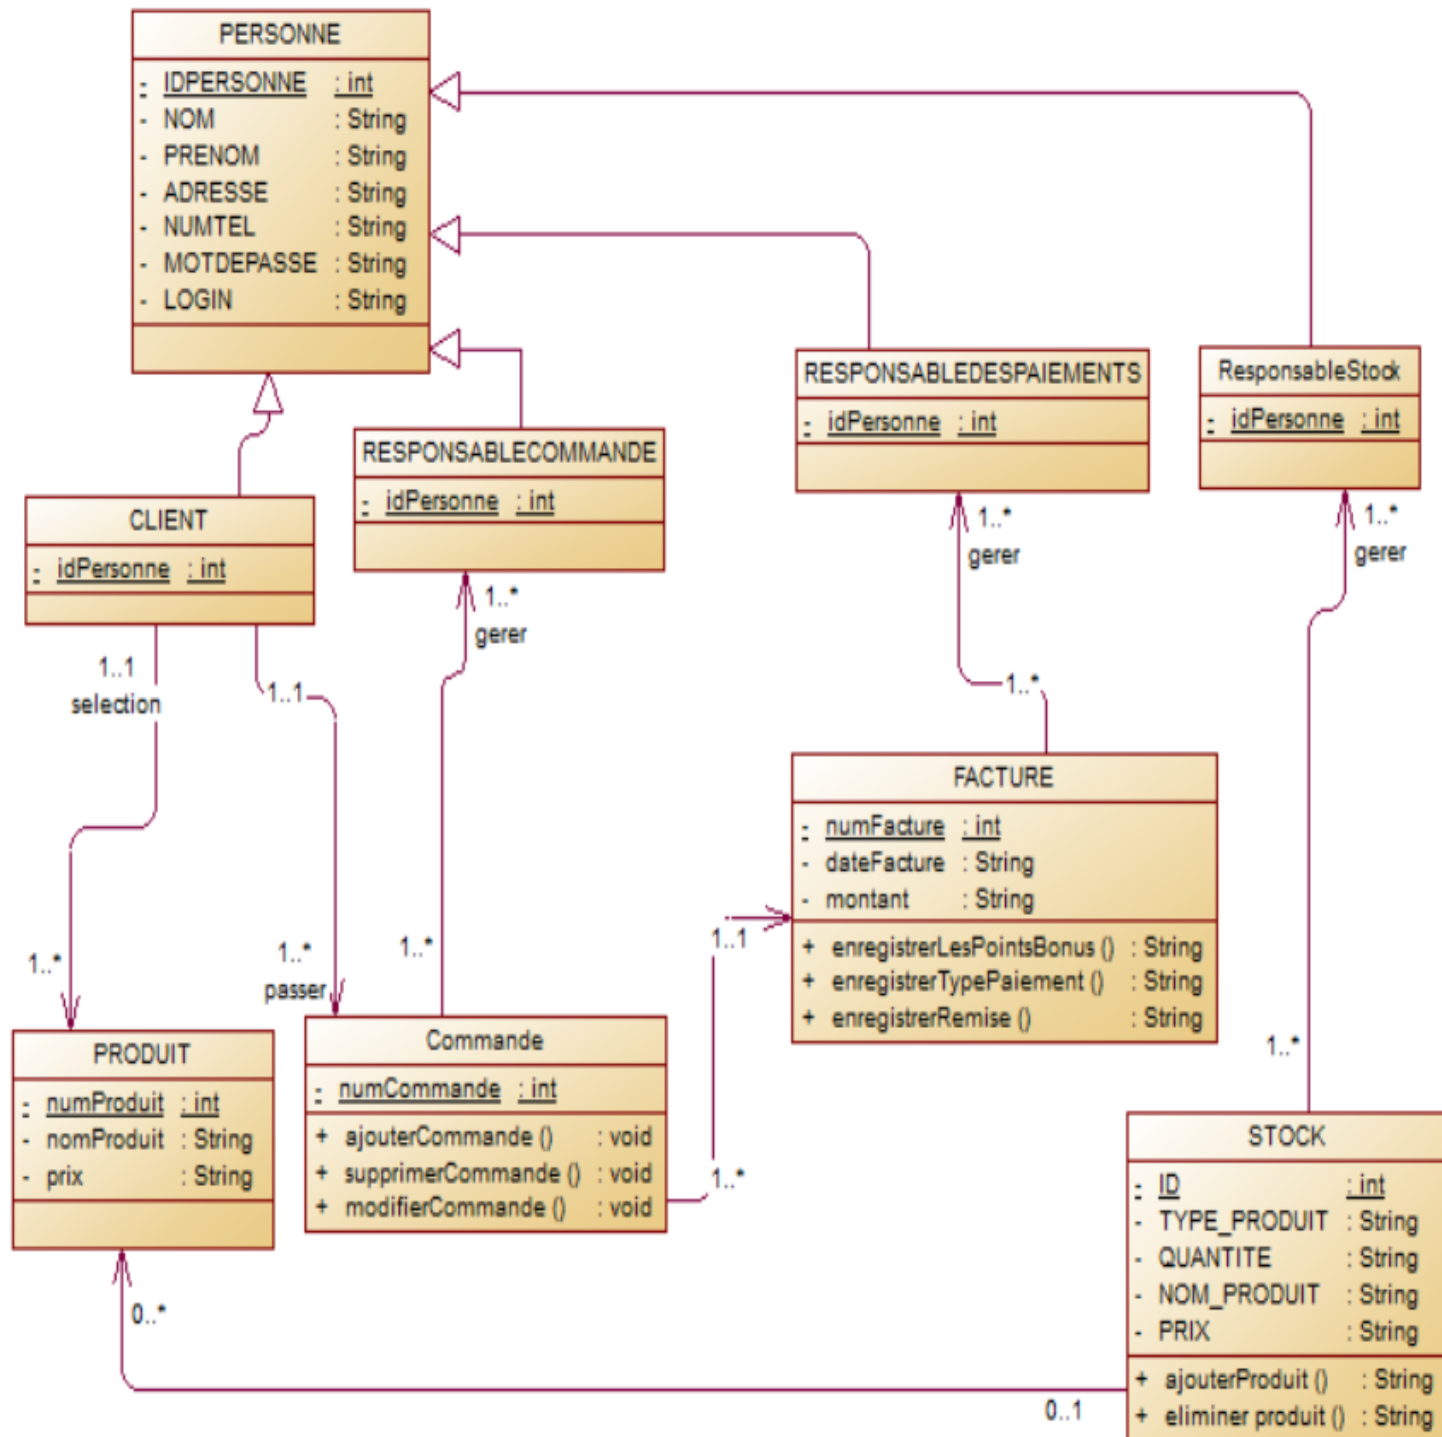 PERSONNE
- IDPERSONNE : int
- NOM : String
- PRENOM : String
- ADRESSE : String
- NUMTEL : String
- MOTDEPASSE : String
- LOGIN : String
RESPONSABLEDESPAIEMENTS
- idPersonne : int
ResponsableStock
- idPersonne : int
RESPONSABLECOMMANDE
- idPersonne : int
CLIENT
- idPersonne : int
1..*
gerer
1..*
gerer
1..*
gerer
1..1
selection
1..1
1..*
1..*
1..*
passer
1..*
1..1
1..*
1..*
FACTURE
- numFacture : int
- dateFacture : String
- montant : String
+ enregistrerLesPointsBonus () : String
+ enregistrerTypePaiement () : String
+ enregistrerRemise () : String
PRODUIT
- numProduit : int
- nomProduit : String
- prix : String
Commande
- numCommande : int
+ ajouterCommande () : void
+ supprimerCommande () : void
+ modifierCommande () : void
1..*
STOCK
- ID : int
- TYPE_PRODUIT : String
- QUANTITE : String
- NOM_PRODUIT : String
- PRIX : String
+ ajouterProduit () : String
+ eliminer produit () : String
0..*
0..1